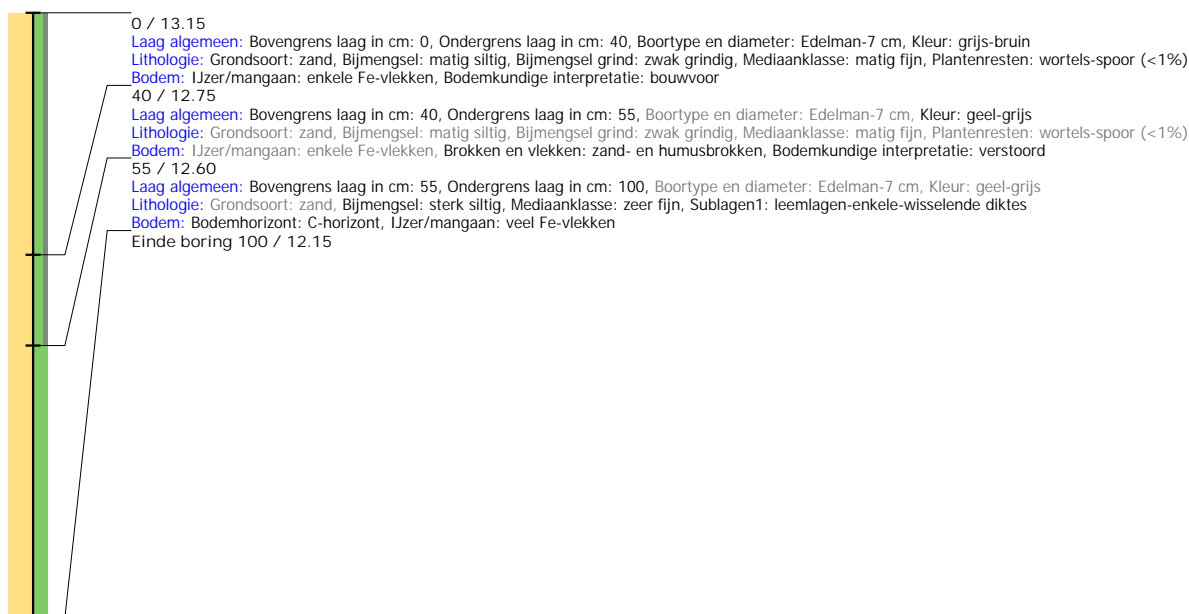 0 / 13.15
Laag algemeen: Bovengrens laag in cm: 0, Ondergrens laag in cm: 40, Boortype en diameter: Edelman-7 cm, Kleur: grijs-bruin
Lithologie: Grondsoort: zand, Bijmengsel: matig siltig, Bijmengsel grind: zwak grindig, Mediaanklasse: matig fijn, Plantenresten: wortels-spoor (<1%)
Bodem: IJzer/mangaan: enkele Fe-vlekken, Bodemkundige interpretatie: bouwvoor
40 / 12.75
Laag algemeen: Bovengrens laag in cm: 40, Ondergrens laag in cm: 55, Boortype en diameter: Edelman-7 cm, Kleur: geel-grijs
Lithologie: Grondsoort: zand, Bijmengsel: matig siltig, Bijmengsel grind: zwak grindig, Mediaanklasse: matig fijn, Plantenresten: wortels-spoor (<1%)
Bodem: IJzer/mangaan: enkele Fe-vlekken, Brokken en vlekken: zand- en humusbrokken, Bodemkundige interpretatie: verstoord
55 / 12.60
Laag algemeen: Bovengrens laag in cm: 55, Ondergrens laag in cm: 100, Boortype en diameter: Edelman-7 cm, Kleur: geel-grijs
Lithologie: Grondsoort: zand, Bijmengsel: sterk siltig, Mediaanklasse: zeer fijn, Sublagen1: leemlagen-enkele-wisselende diktes
Bodem: Bodemhorizont: C-horizont, IJzer/mangaan: veel Fe-vlekken
Einde boring 100 / 12.15